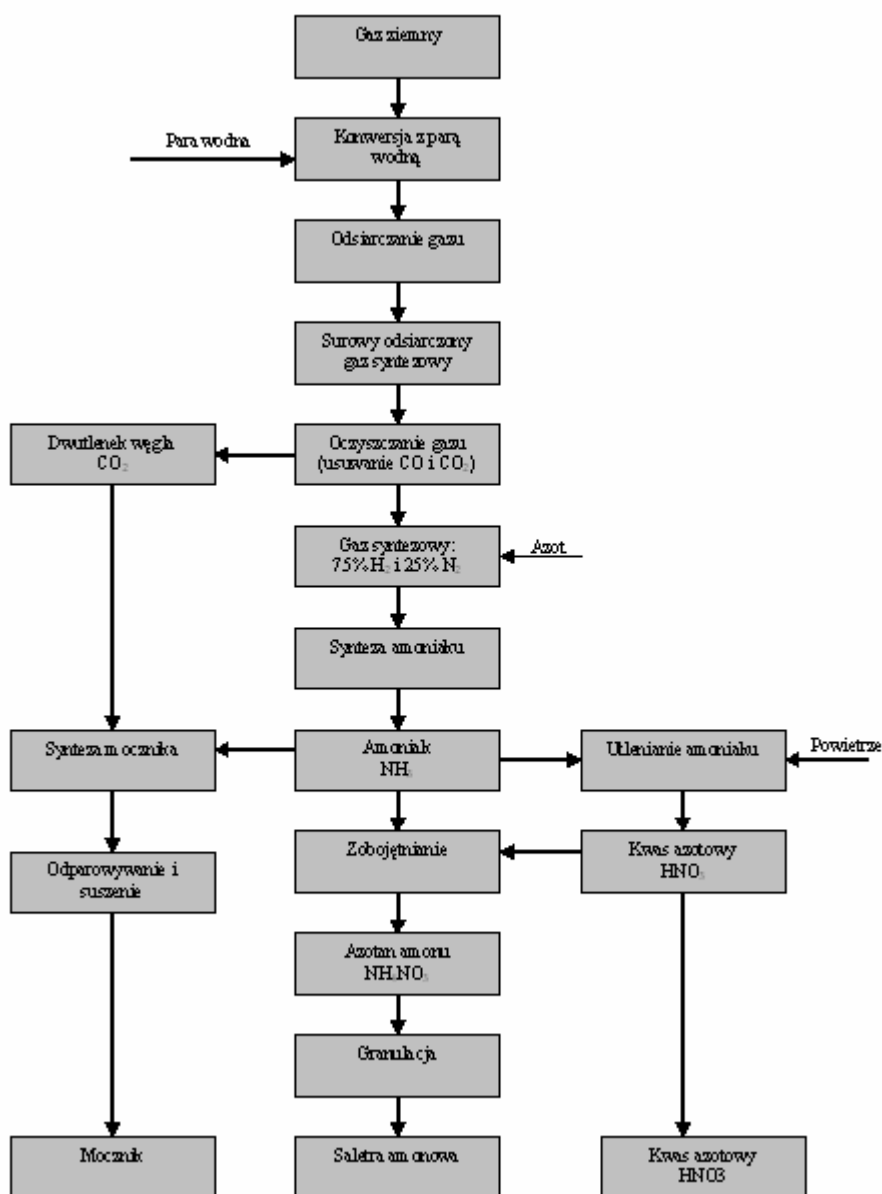 Gaz ziemny
Para wodna
Konwersja z parą
wodną
Odsiarczanie gazu
Surowy odsiarczony
gaz syntezowy
Dwutlenek węgla
CO₂
Oczyszczanie gazu
(usuwanie CO i CO₂)
Gaz syntezowy:
75% H₂ i 25% N₂
Azot
Synteza amoniaku
Synteza mocznika
Amoniak
NH₃
Utlenianie amoniaku
Powietrze
Odparowywanie i
suszenie
Zobojętnianie
Kwas azotowy
HNO₃
Azotan amonu
NH₄NO₃
Granulacja
Mocznik
Saletra amonowa
Kwas azotowy
HNO3